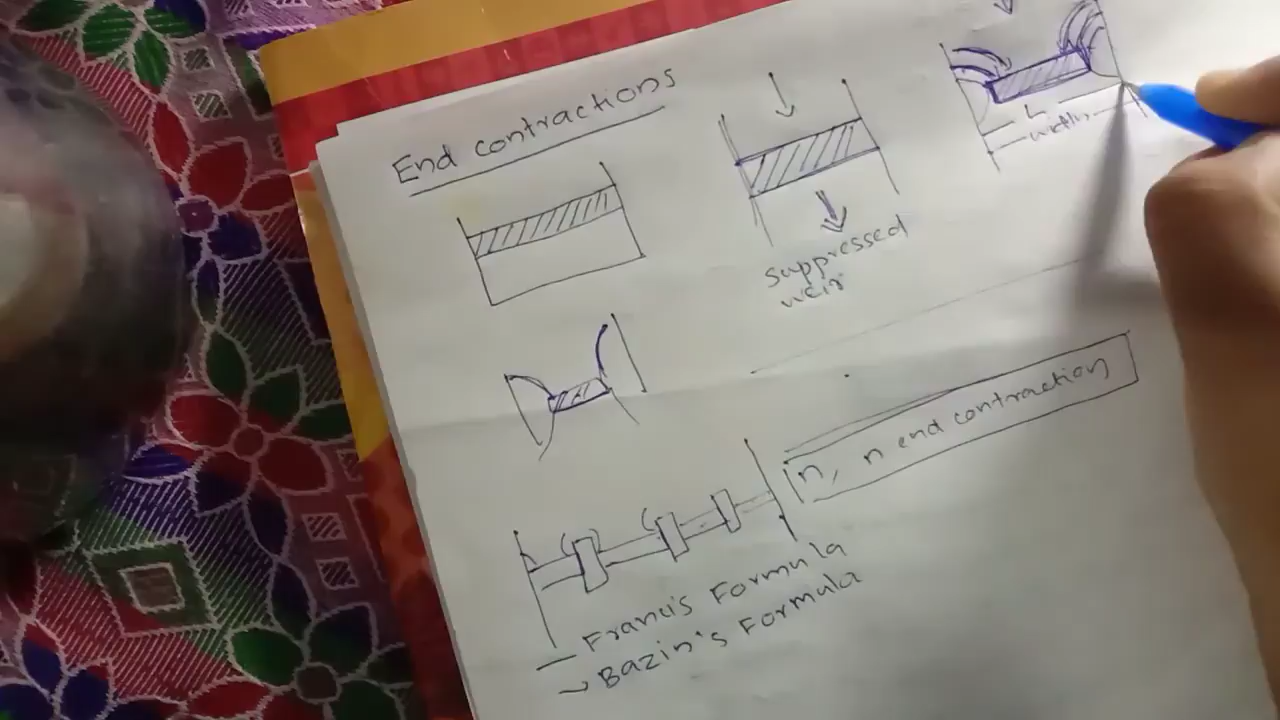 End contractions
L
width
suppressed
weir
n, n end contraction
Francis Formula
Bazin's Formula